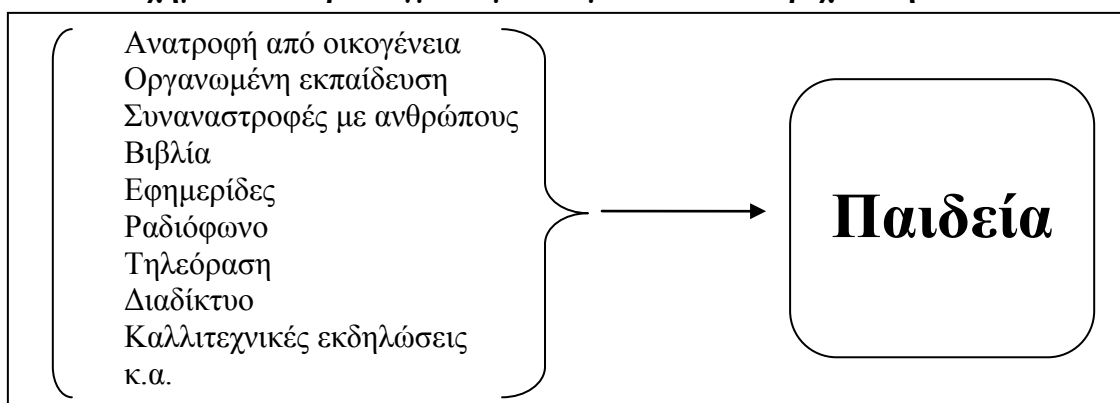 Ανατροφή από οικογένεια
Οργανωμένη εκπαίδευση
Συναναστροφές με ανθρώπους
Βιβλία
Εφημερίδες
Ραδιόφωνο
Τηλεόραση
Διαδίκτυο
Καλλιτεχνικές εκδηλώσεις
κ.α.
Παιδεία